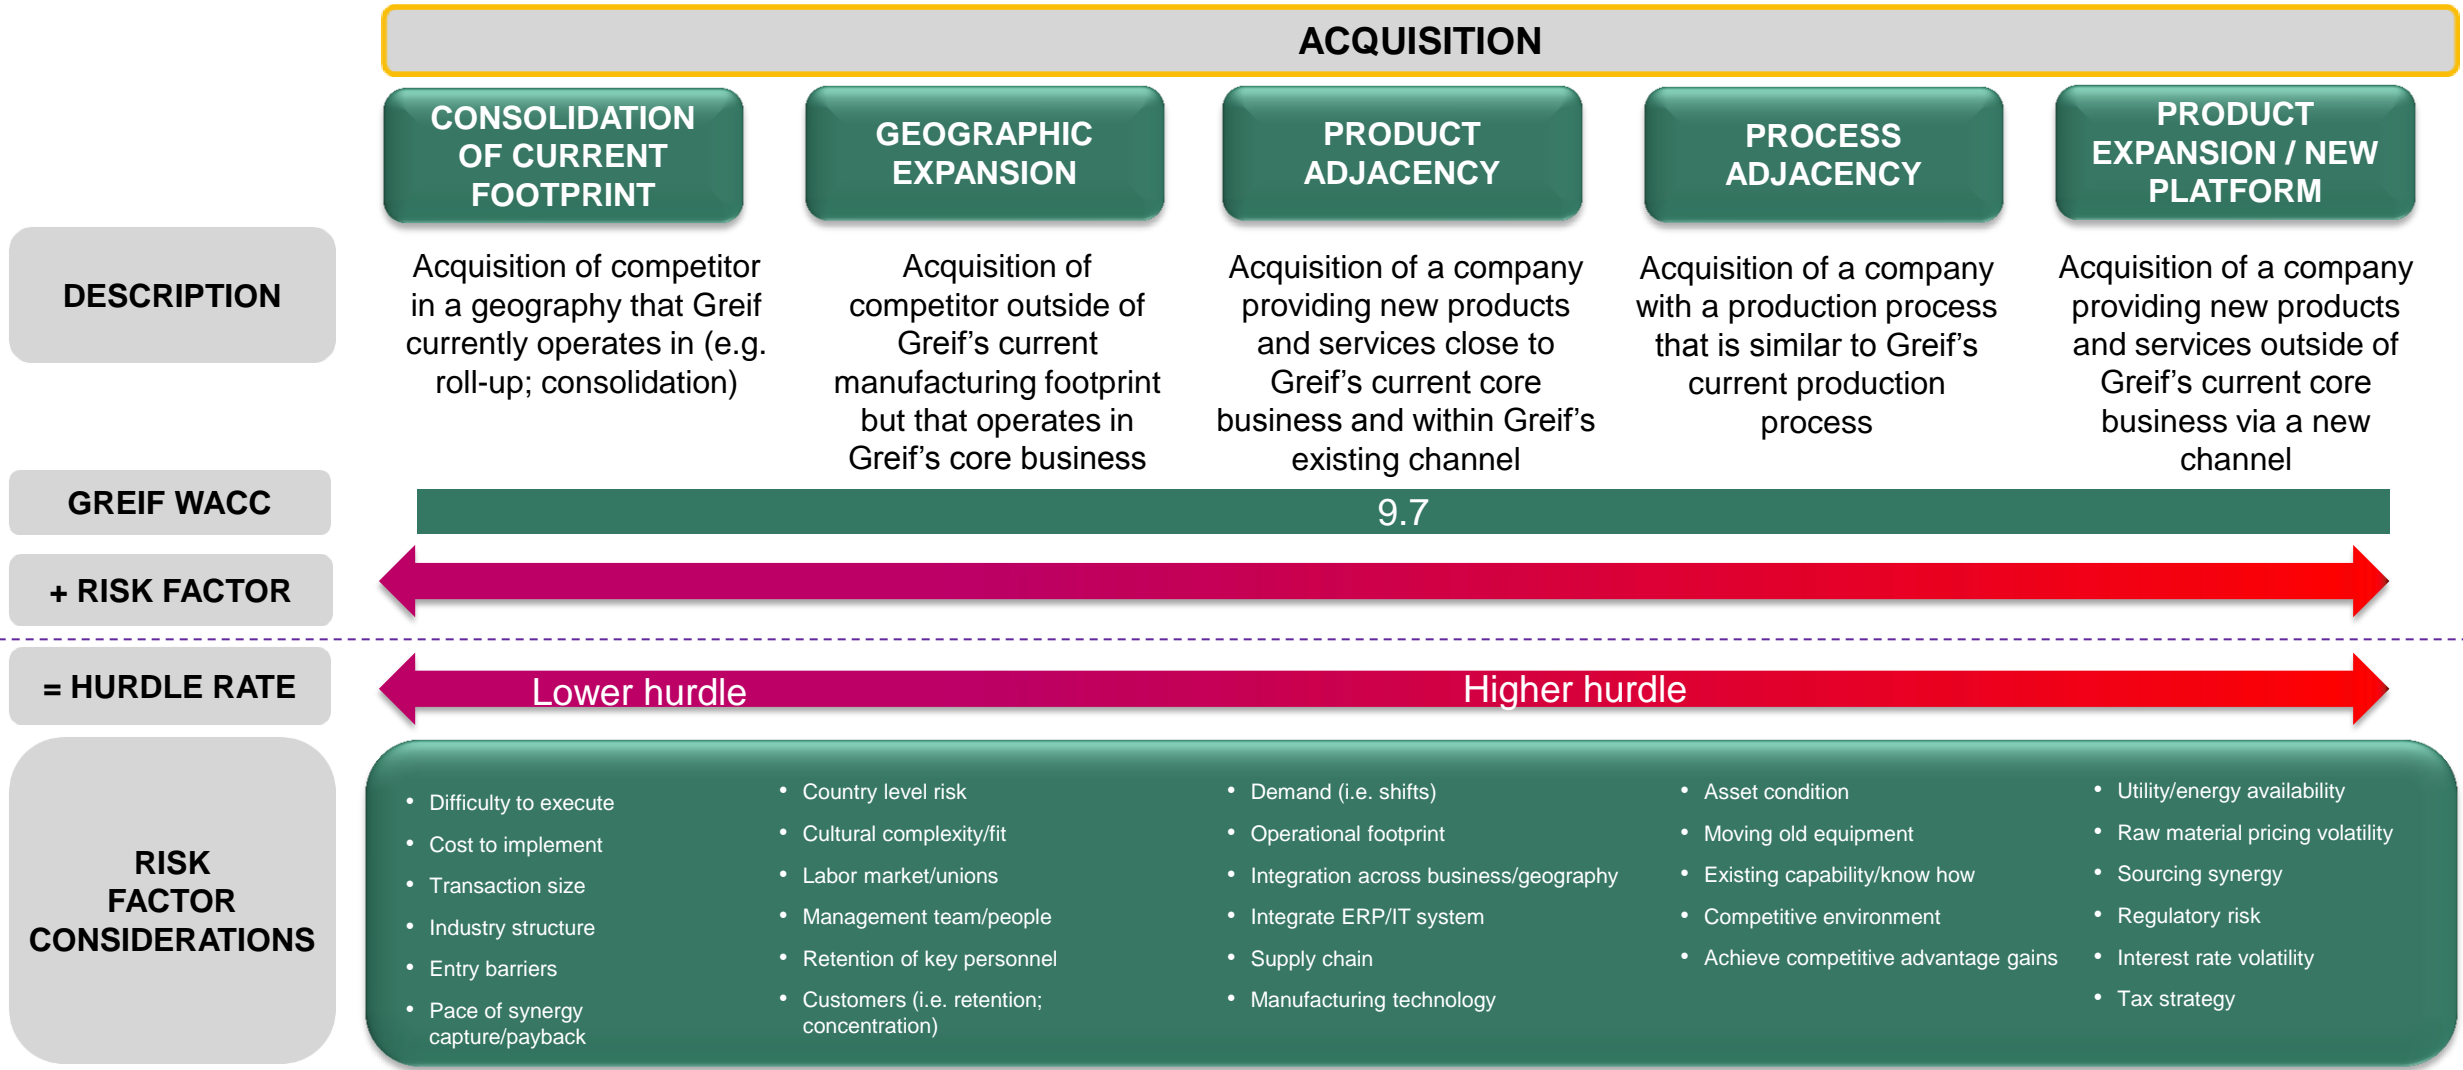 ACQUISITION
CONSOLIDATION
OF CURRENT
FOOTPRINT
GEOGRAPHIC
EXPANSION
PRODUCT
ADJACENCY
PROCESS
ADJACENCY
PRODUCT
EXPANSION / NEW
PLATFORM
DESCRIPTION
Acquisition of competitor
in a geography that Greif
currently operates in (e.g.
roll-up; consolidation)
Acquisition of
competitor outside of
Greif’s current
manufacturing footprint
but that operates in
Greif’s core business
Acquisition of a company
providing new products
and services close to
Greif’s current core
business and within Greif’s
existing channel
Acquisition of a company
with a production process
that is similar to Greif’s
current production
process
Acquisition of a company
providing new products
and services outside of
Greif’s current core
business via a new
channel
GREIF WACC
9.7
+ RISK FACTOR
= HURDLE RATE
Lower hurdle
Higher hurdle
RISK
FACTOR
CONSIDERATIONS
• Difficulty to execute
• Cost to implement
• Transaction size
• Industry structure
• Entry barriers
• Pace of synergy
capture/payback
• Country level risk
• Cultural complexity/fit
• Labor market/unions
• Management team/people
• Retention of key personnel
• Customers (i.e. retention;
concentration)
• Demand (i.e. shifts)
• Operational footprint
• Integration across business/geography
• Integrate ERP/IT system
• Supply chain
• Manufacturing technology
• Asset condition
• Moving old equipment
• Existing capability/know how
• Competitive environment
• Achieve competitive advantage gains
• Utility/energy availability
• Raw material pricing volatility
• Sourcing synergy
• Regulatory risk
• Interest rate volatility
• Tax strategy